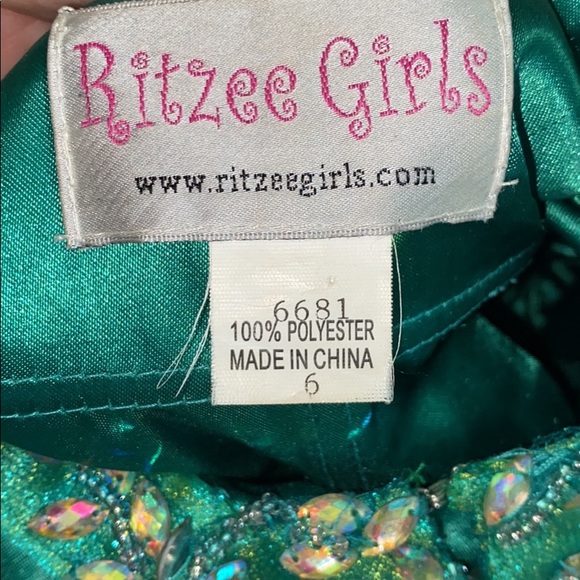 Ritzee Girls
www.ritzeegirls.com
6681
100% POLYESTER
MADE IN CHINA
6